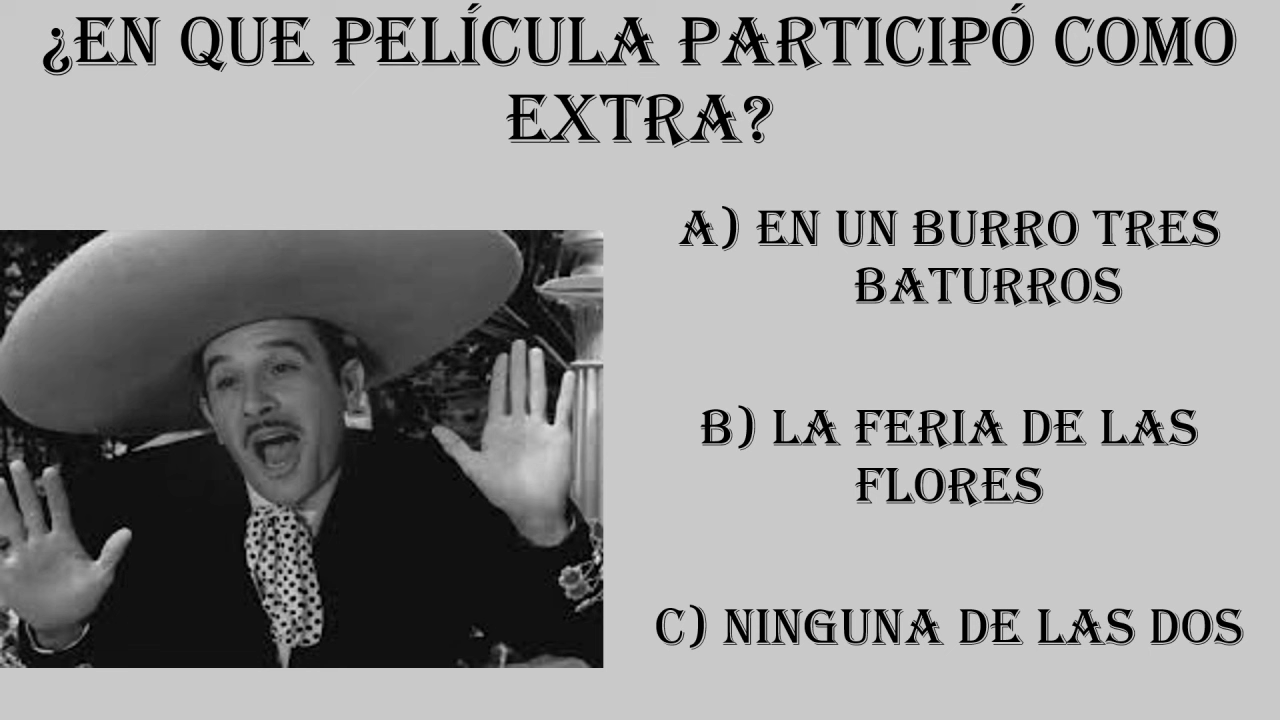 ¿EN QUE PELÍCULA PARTICIPÓ COMO
EXTRA?
A) EN UN BURRO TRES
BATURROS
B) LA FERIA DE LAS
FLORES
C) NINGUNA DE LAS DOS